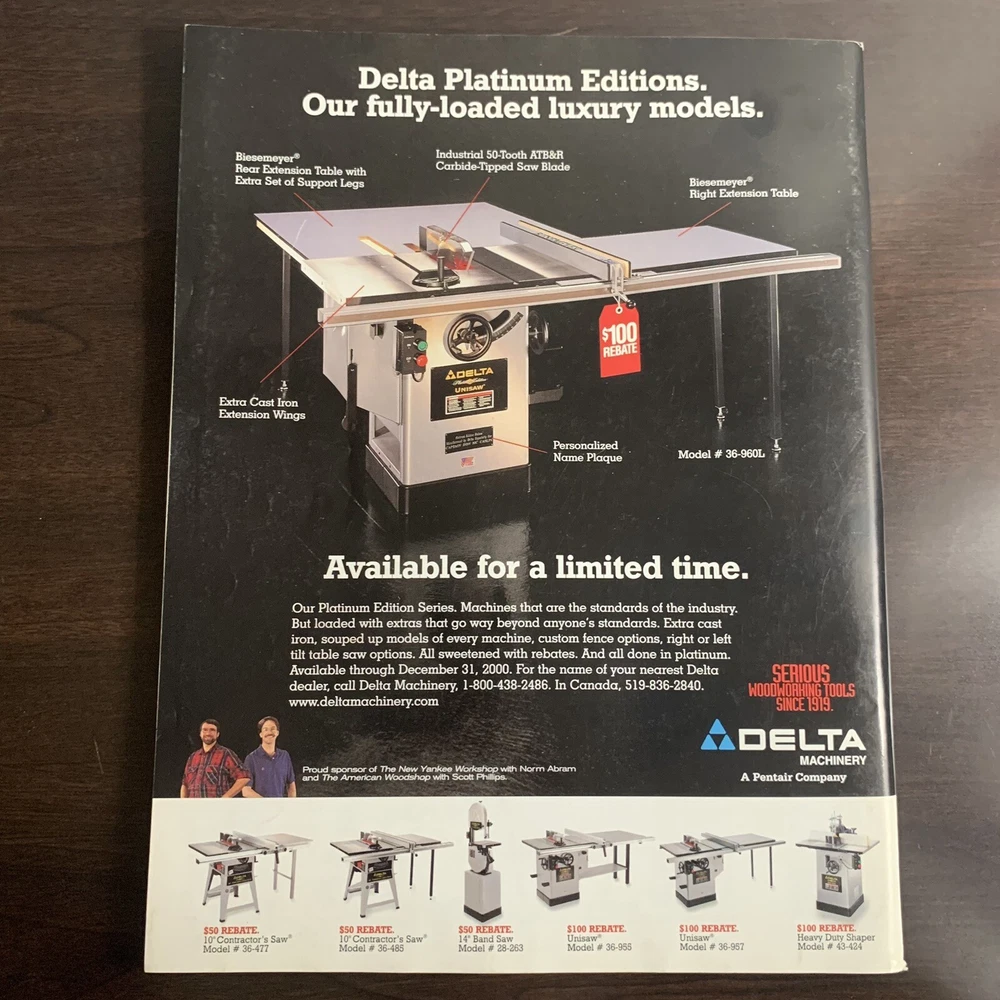 Delta Platinum Editions.
Our fully-loaded luxury models.
Biesemeyer®
Rear Extension Table with
Extra Set of Support Legs
Industrial 50-Tooth ATB&R
Carbide-Tipped Saw Blade
Biesemeyer®
Right Extension Table
$100
REBATE
DELTA
UNISAW
Extra Cast Iron
Extension Wings
Personalized
Name Plaque
Model # 36-960L
Available for a limited time.
Our Platinum Edition Series. Machines that are the standards of the industry.
But loaded with extras that go way beyond anyone's standards. Extra cast
iron, souped up models of every machine, custom fence options, right or left
tilt table saw options. All sweetened with rebates. And all done in platinum.
Available through December 31, 2000. For the name of your nearest Delta
dealer, call Delta Machinery, 1-800-438-2486. In Canada, 519-836-2840.
www.deltamachinery.com
SERIOUS
WOODWORKING TOOLS
SINCE 1919.
DELTA
MACHINERY
A Pentair Company
Proud sponsor of The New Yankee Workshop with Norm Abram
and The American Woodshop with Scott Phillips.
$50 REBATE.
10" Contractor's Saw®
Model # 36-477
$50 REBATE.
10" Contractor's Saw®
Model # 36-485
$50 REBATE.
14" Band Saw
Model # 28-263
$100 REBATE.
Unisaw®
Model # 36-955
$100 REBATE.
Unisaw®
Model # 36-957
$100 REBATE.
Heavy Duty Shaper
Model # 43-424